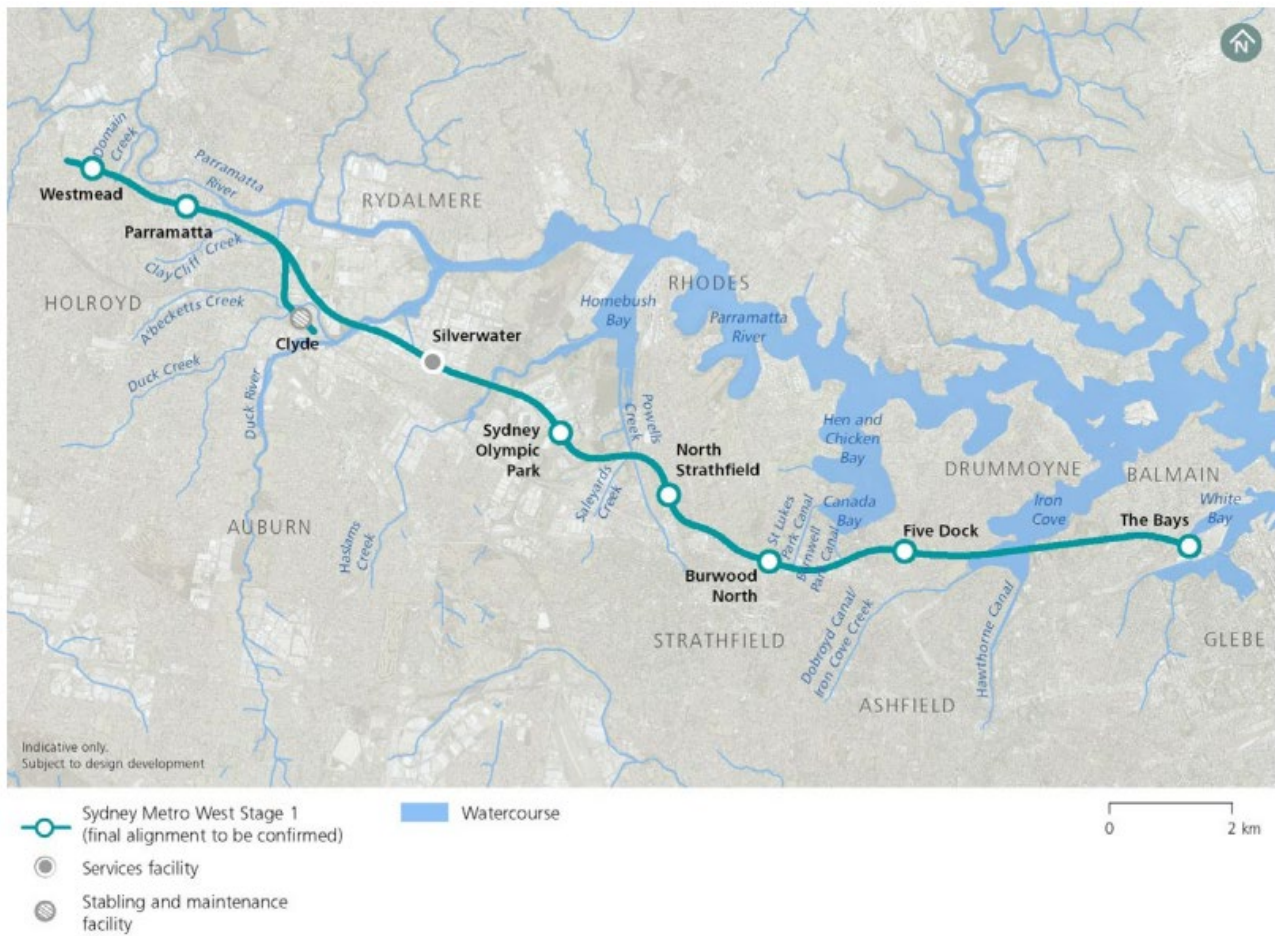 N
Domain
Creek
Westmead
Parramatta
River
RYDALMERE
Parramatta
Clay Cliff Creek
HOLROYD
A'becketts Creek
Clyde
Duck Creek
Duck River
Silverwater
Homebush
Bay
RHODES
Parramatta
River
Sydney
Olympic
Park
Powells
Creek
North
Strathfield
Saleyards
Creek
Haslams
Creek
AUBURN
Hen and
Chicken
Bay
Canada
Bay
DRUMMOYNE
BALMAIN
Iron
Cove
White
Bay
The Bays
Five Dock
St Lukes
Park Canal
Barnwell
Park Canal
Burwood
North
STRATHFIELD
Dobroyd Canal/
Iron Cove Creek
Hawthorne Canal
ASHFIELD
GLEBE
Indicative only.
Subject to design development
Sydney Metro West Stage 1
(final alignment to be confirmed)
Watercourse
0 2 km
Services facility
Stabling and maintenance
facility